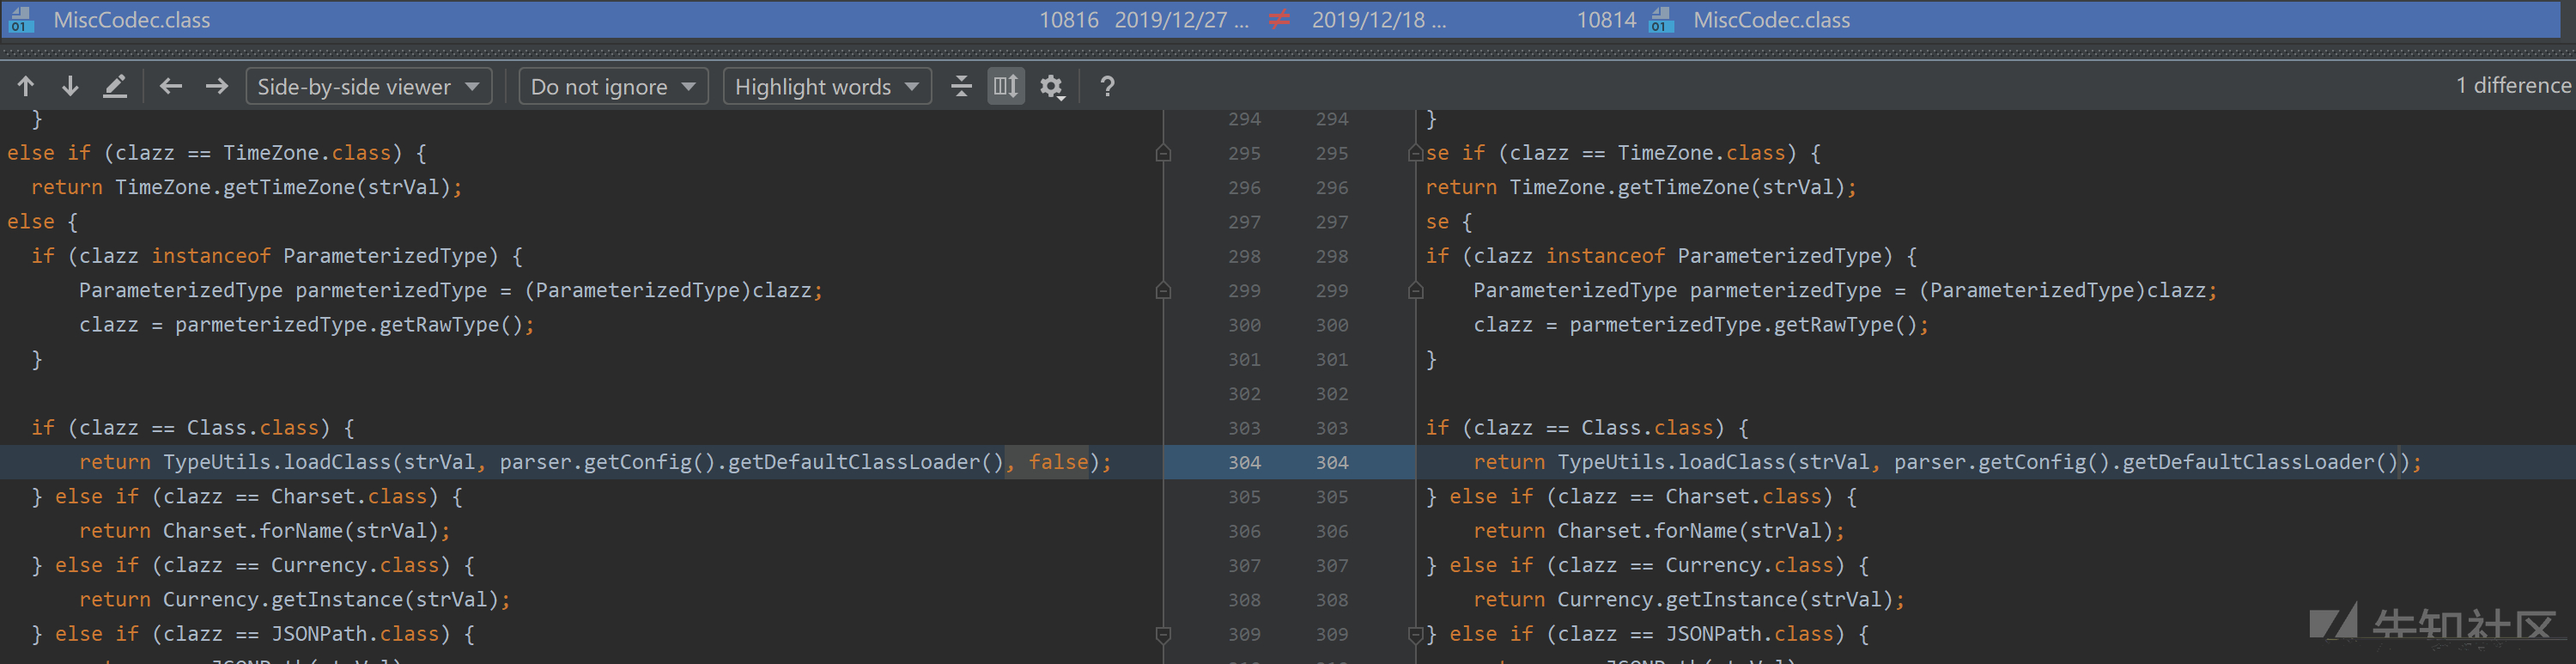 01 MiscCodec.class 10816 2019/12/27 ... ≠ 2019/12/18 ... 10814 01 MiscCodec.class
Side-by-side viewer Do not ignore Highlight words ? 1 difference
} 294 294 }
else if (clazz == TimeZone.class) { 295 295 se if (clazz == TimeZone.class) {
return TimeZone.getTimeZone(strVal); 296 296 return TimeZone.getTimeZone(strVal);
else { 297 297 se {
if (clazz instanceof ParameterizedType) { 298 298 if (clazz instanceof ParameterizedType) {
ParameterizedType parmeterizedType = (ParameterizedType)clazz; 299 299 ParameterizedType parmeterizedType = (ParameterizedType)clazz;
clazz = parmeterizedType.getRawType(); 300 300 clazz = parmeterizedType.getRawType();
} 301 301 }
302 302
if (clazz == Class.class) { 303 303 if (clazz == Class.class) {
return TypeUtils.loadClass(strVal, parser.getConfig().getDefaultClassLoader(), false); 304 304 return TypeUtils.loadClass(strVal, parser.getConfig().getDefaultClassLoader());
} else if (clazz == Charset.class) { 305 305 } else if (clazz == Charset.class) {
return Charset.forName(strVal); 306 306 return Charset.forName(strVal);
} else if (clazz == Currency.class) { 307 307 } else if (clazz == Currency.class) {
return Currency.getInstance(strVal); 308 308 return Currency.getInstance(strVal);
} else if (clazz == JSONPath.class) { 309 309 } else if (clazz == JSONPath.class) {
先知社区